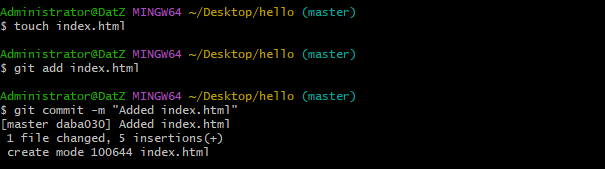 Administrator@DatZ MINGW64 ~/Desktop/hello (master)
$ touch index.html
Administrator@DatZ MINGW64 ~/Desktop/hello (master)
$ git add index.html
Administrator@DatZ MINGW64 ~/Desktop/hello (master)
$ git commit -m "Added index.html"
[master daba030] Added index.html
 1 file changed, 5 insertions(+)
 create mode 100644 index.html